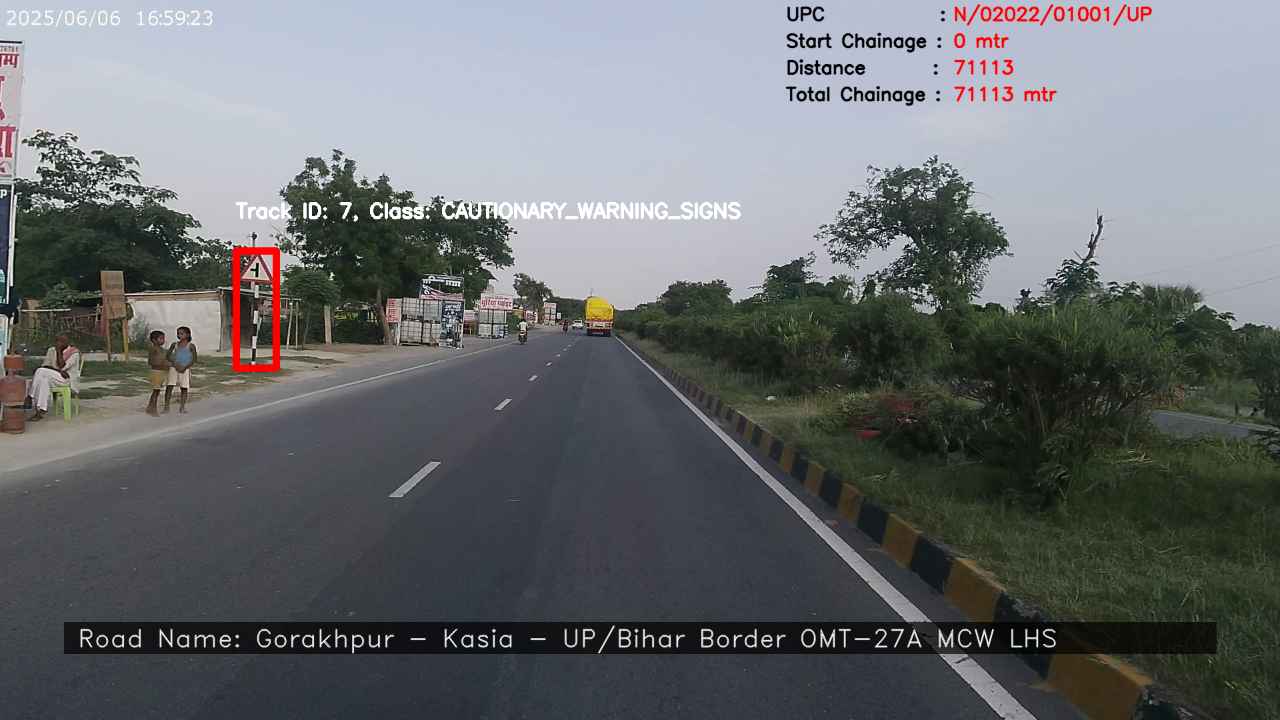 2025/06/06 16:59:23
UPC : N/02022/01001/UP
Start Chainage : 0 mtr
Distance : 71113
Total Chainage : 71113 mtr
Track ID: 7, Class: CAUTIONARY_WARNING_SIGNS
Road Name: Gorakhpur - Kasia - UP/Bihar Border OMT-27A MCW LHS